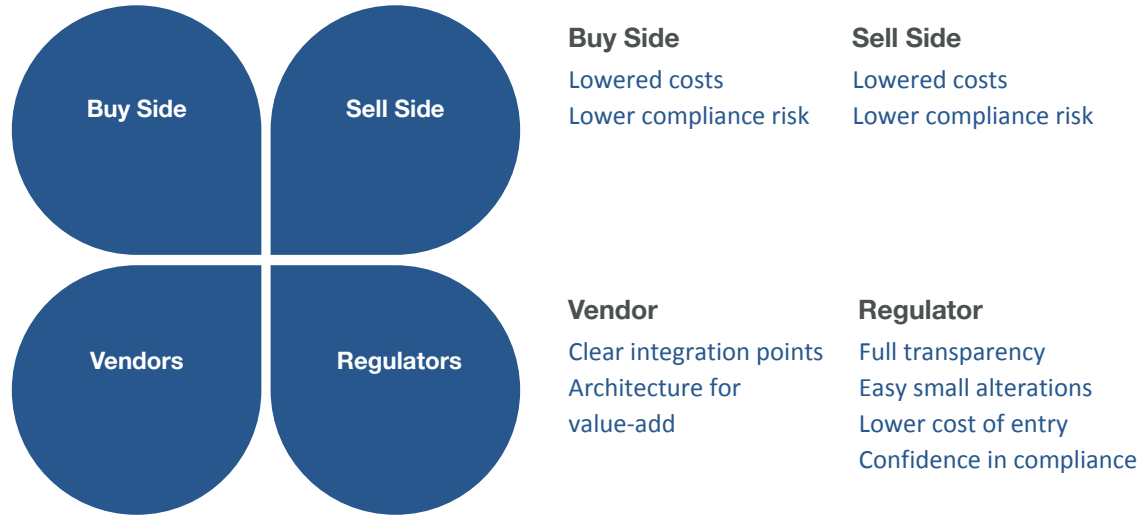 Buy Side
Sell Side
Vendors
Regulators
Buy Side
Lowered costs
Lower compliance risk
Sell Side
Lowered costs
Lower compliance risk
Vendor
Clear integration points
Architecture for
value-add
Regulator
Full transparency
Easy small alterations
Lower cost of entry
Confidence in compliance